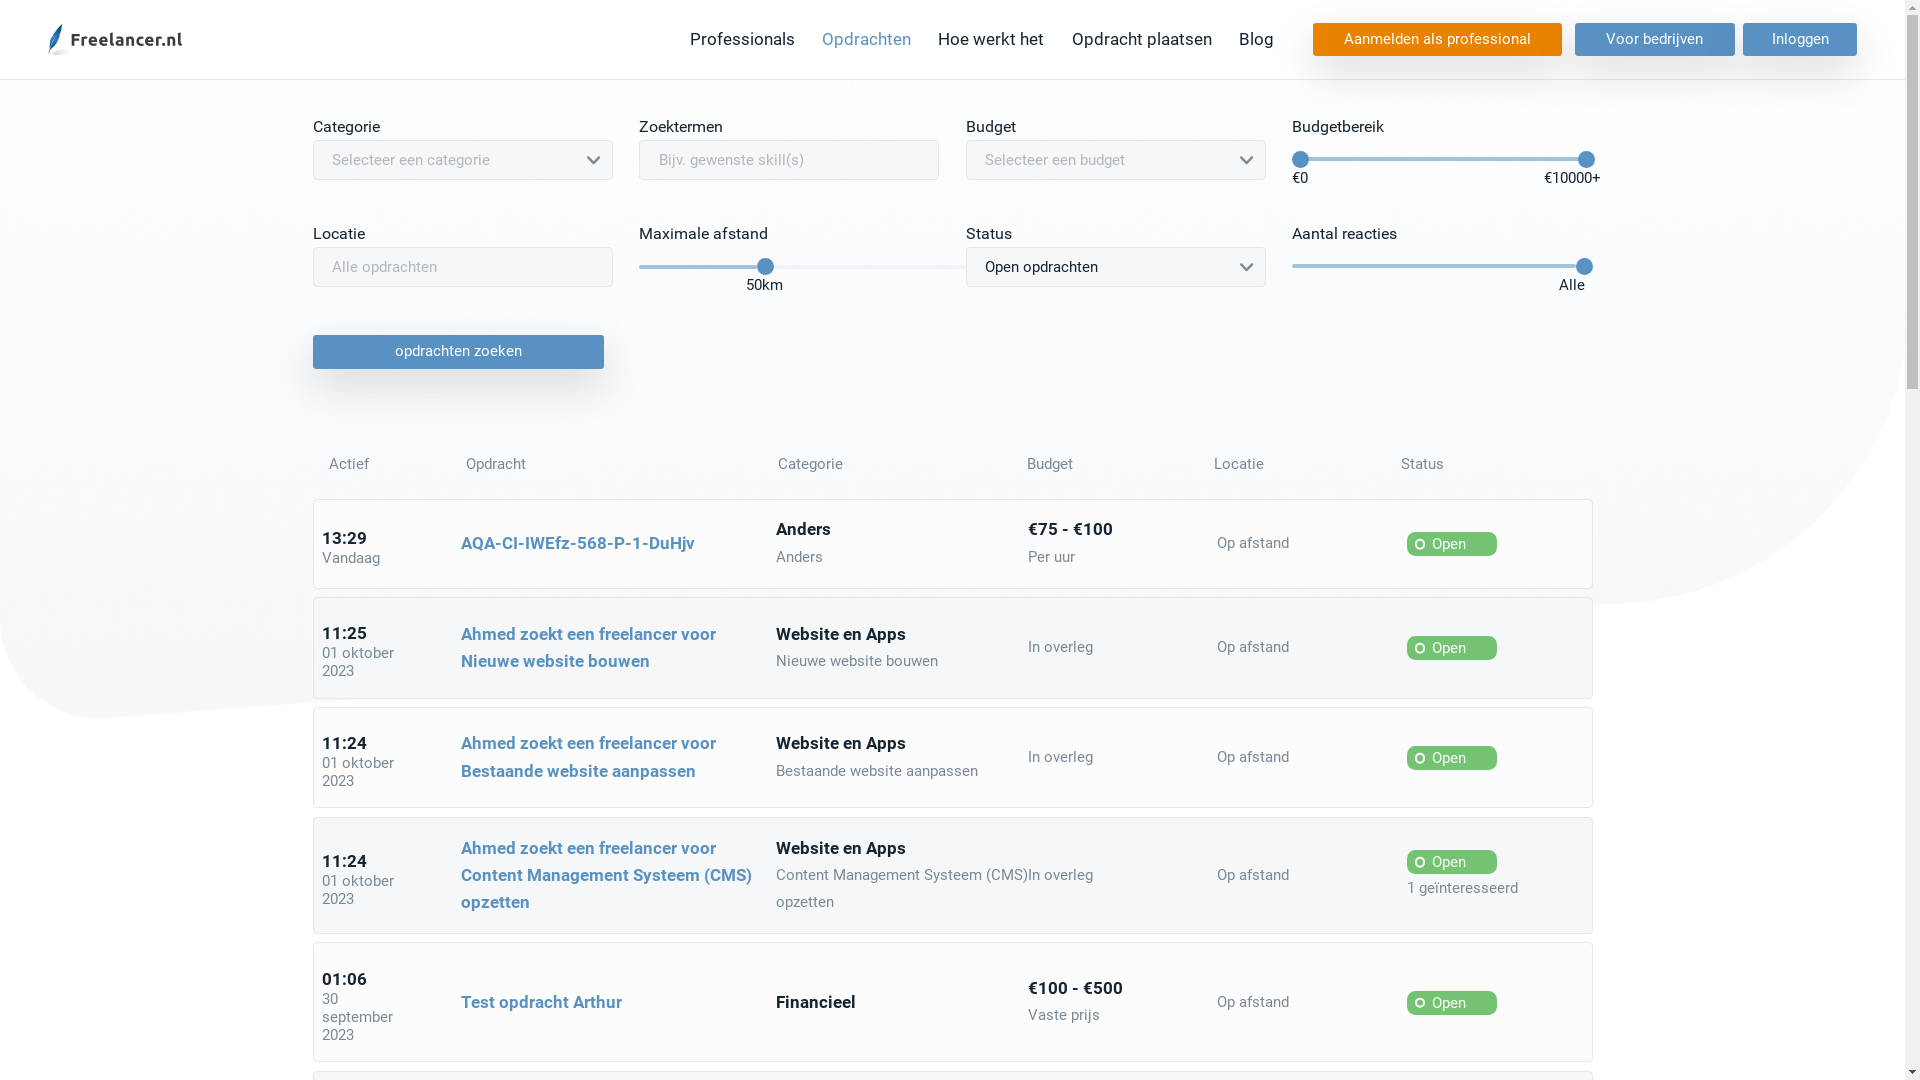 Freelancer.nl
Professionals Opdrachten Hoe werkt het Opdracht plaatsen Blog Aanmelden als professional Voor bedrijven Inloggen
Categorie Zoektermen Budget Budgetbereik
Selecteer een categorie Bijv. gewenste skill(s) Selecteer een budget
€0 €10000+
Locatie Maximale afstand Status Aantal reacties
Alle opdrachten Open opdrachten
50km Alle
opdrachten zoeken
Actief Opdracht Categorie Budget Locatie Status
13:29
Vandaag
AQA-CI-IWEfz-568-P-1-DuHjv
Anders
Anders
€75 - €100
Per uur
Op afstand
Open
11:25
01 oktober
2023
Ahmed zoekt een freelancer voor
Nieuwe website bouwen
Website en Apps
Nieuwe website bouwen
In overleg
Op afstand
Open
11:24
01 oktober
2023
Ahmed zoekt een freelancer voor
Bestaande website aanpassen
Website en Apps
Bestaande website aanpassen
In overleg
Op afstand
Open
11:24
01 oktober
2023
Ahmed zoekt een freelancer voor
Content Management Systeem (CMS)
opzetten
Website en Apps
Content Management Systeem (CMS)
opzetten
In overleg
Op afstand
Open
1 geïnteresseerd
01:06
30
september
2023
Test opdracht Arthur
Financieel
€100 - €500
Vaste prijs
Op afstand
Open